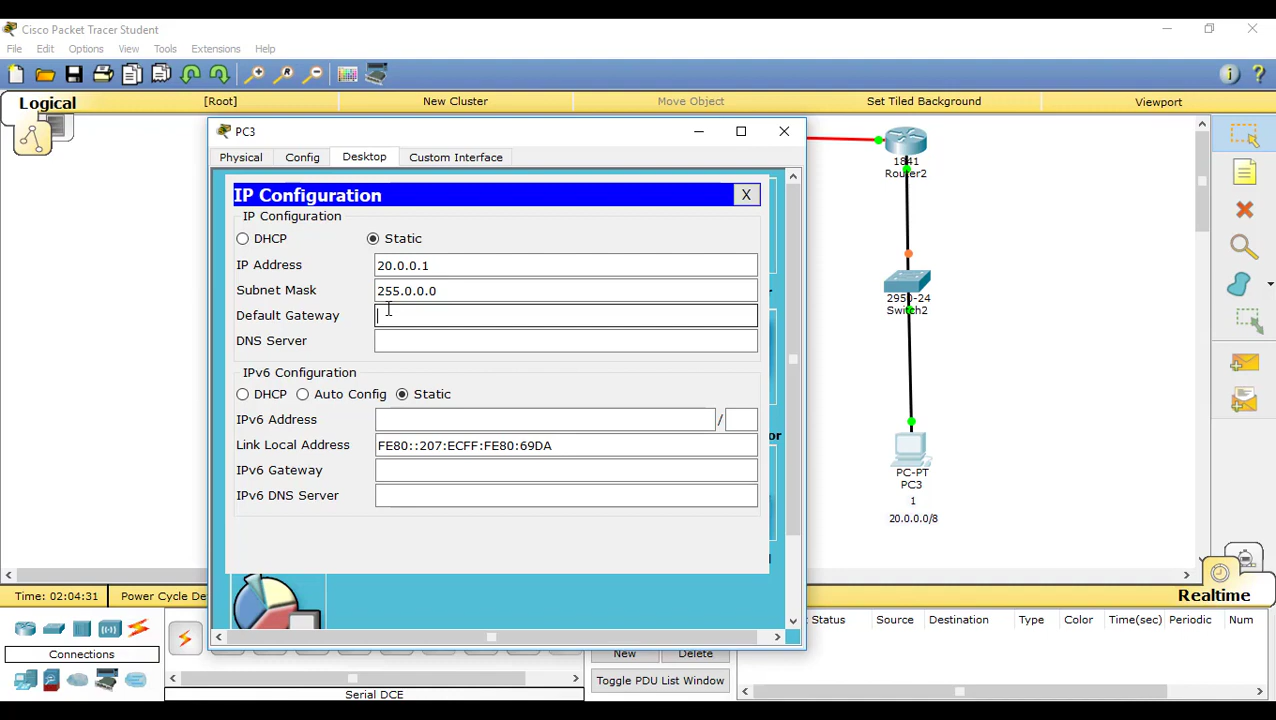 Cisco Packet Tracer Student
File Edit Options View Tools Extensions Help
Logical [Root] New Cluster Move Object Set Tiled Background Viewport
PC3
Physical Config Desktop Custom Interface
IP Configuration X
IP Configuration
DHCP Static
IP Address 20.0.0.1
Subnet Mask 255.0.0.0
Default Gateway
DNS Server
IPv6 Configuration
DHCP Auto Config Static
IPv6 Address /
Link Local Address FE80::207:ECFF:FE80:69DA
IPv6 Gateway
IPv6 DNS Server
1841
Router2
2950-24
Switch2
PC-PT
PC3
1
20.0.0.0/8
Time: 02:04:31 Power Cycle De Realtime
Status Source Destination Type Color Time(sec) Periodic Num
Connections
New Delete
Toggle PDU List Window
Serial DCE